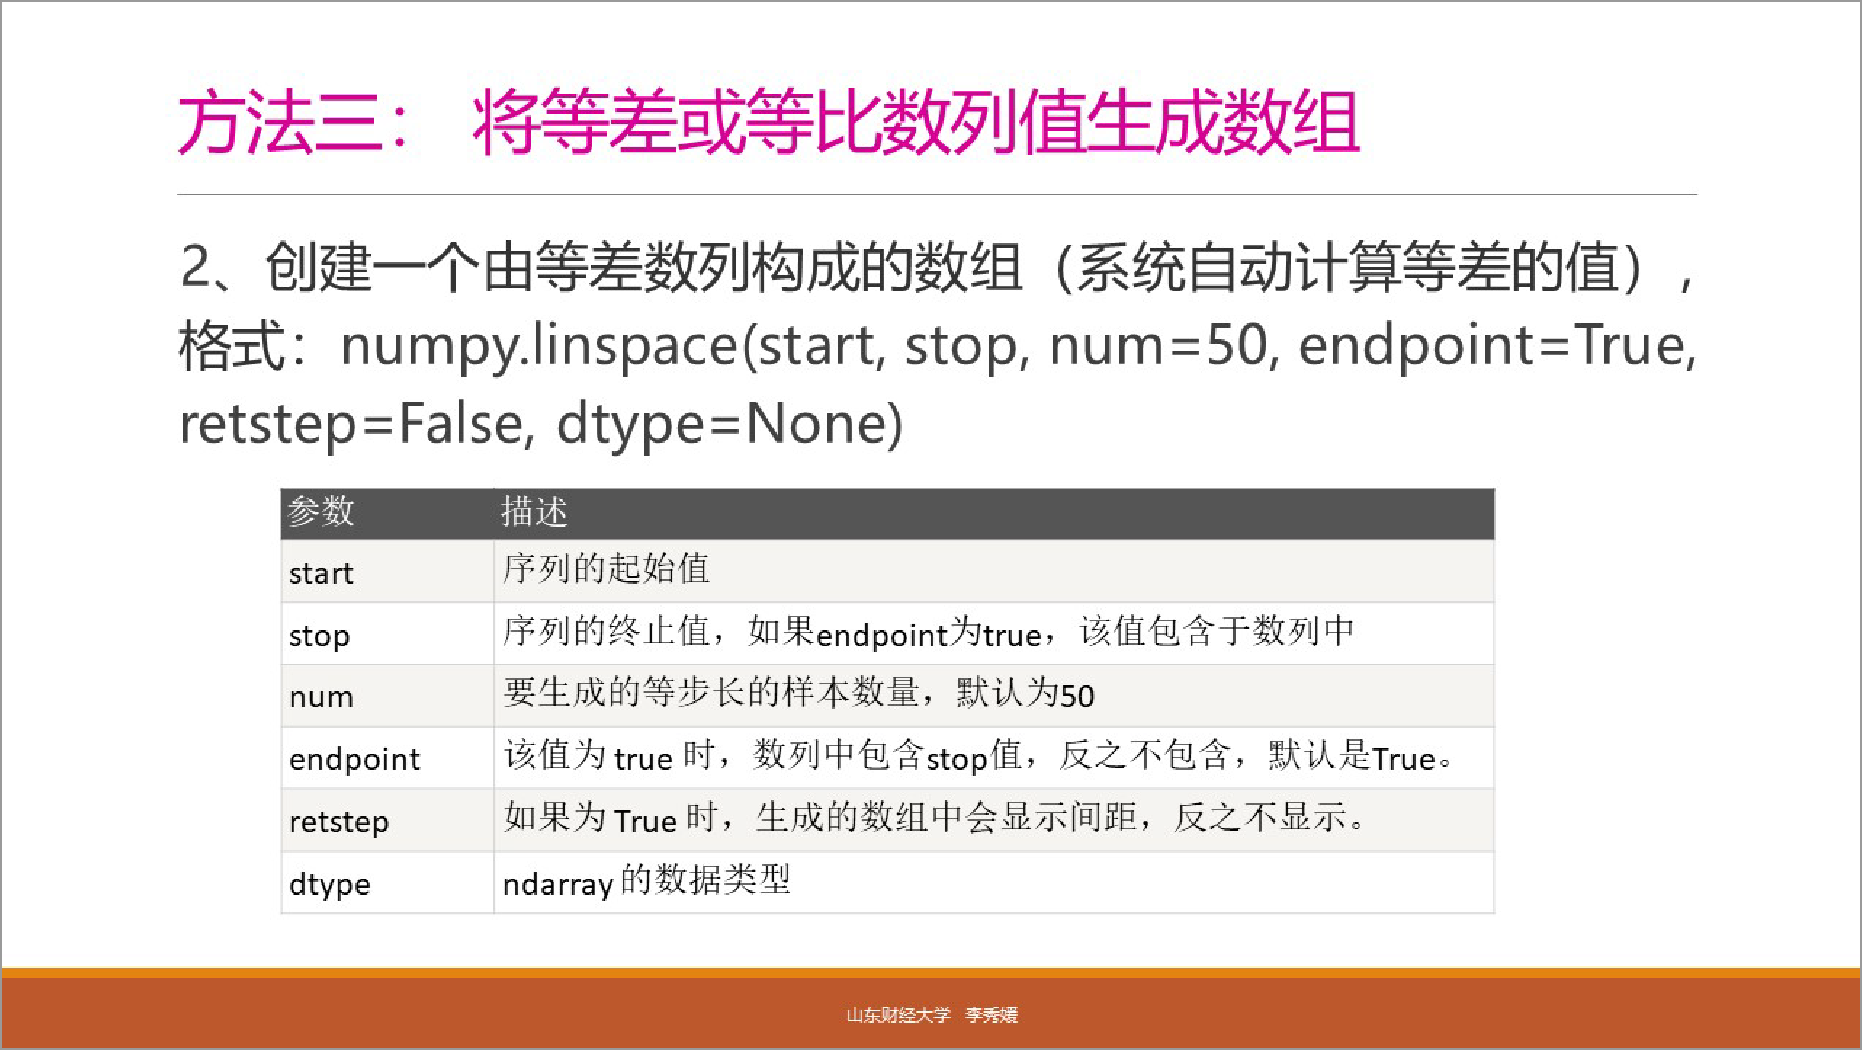 方法三： 将等差或等比数列值生成数组
2、创建一个由等差数列构成的数组（系统自动计算等差的值），
格式：numpy.linspace(start, stop, num=50, endpoint=True,
retstep=False, dtype=None)
参数 描述
start 序列的起始值
stop 序列的终止值，如果endpoint为true，该值包含于数列中
num 要生成的等步长的样本数量，默认为50
endpoint 该值为 true 时，数列中包含stop值，反之不包含，默认是True。
retstep 如果为 True 时，生成的数组中会显示间距，反之不显示。
dtype ndarray 的数据类型
山东财经大学 李秀媛